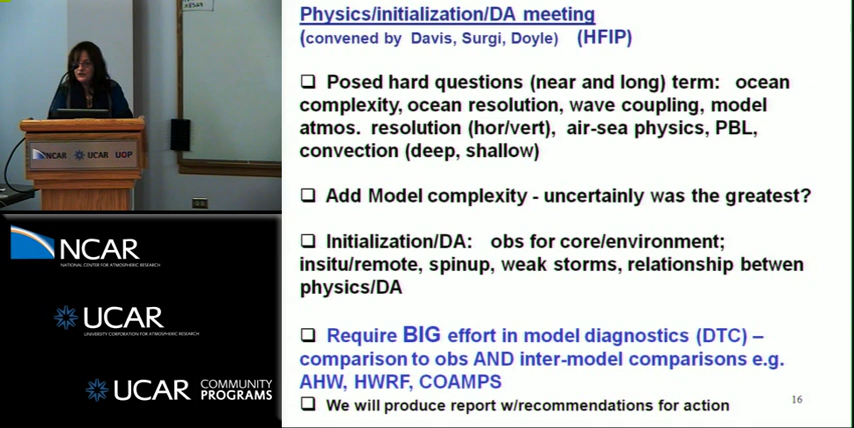 Physics/initialization/DA meeting
(convened by Davis, Surgi, Doyle) (HFIP)
❑ Posed hard questions (near and long) term: ocean
complexity, ocean resolution, wave coupling, model
atmos. resolution (hor/vert), air-sea physics, PBL,
convection (deep, shallow)
❑ Add Model complexity - uncertainly was the greatest?
❑ Initialization/DA: obs for core/environment;
insitu/remote, spinup, weak storms, relationship betwen
physics/DA
❑ Require BIG effort in model diagnostics (DTC) –
comparison to obs AND inter-model comparisons e.g.
AHW, HWRF, COAMPS
❑ We will produce report w/recommendations for action
16
NCAR UCAR UOP
NCAR
NATIONAL CENTER FOR ATMOSPHERIC RESEARCH
UCAR
UNIVERSITY CORPORATION FOR ATMOSPHERIC RESEARCH
UCAR COMMUNITY
PROGRAMS